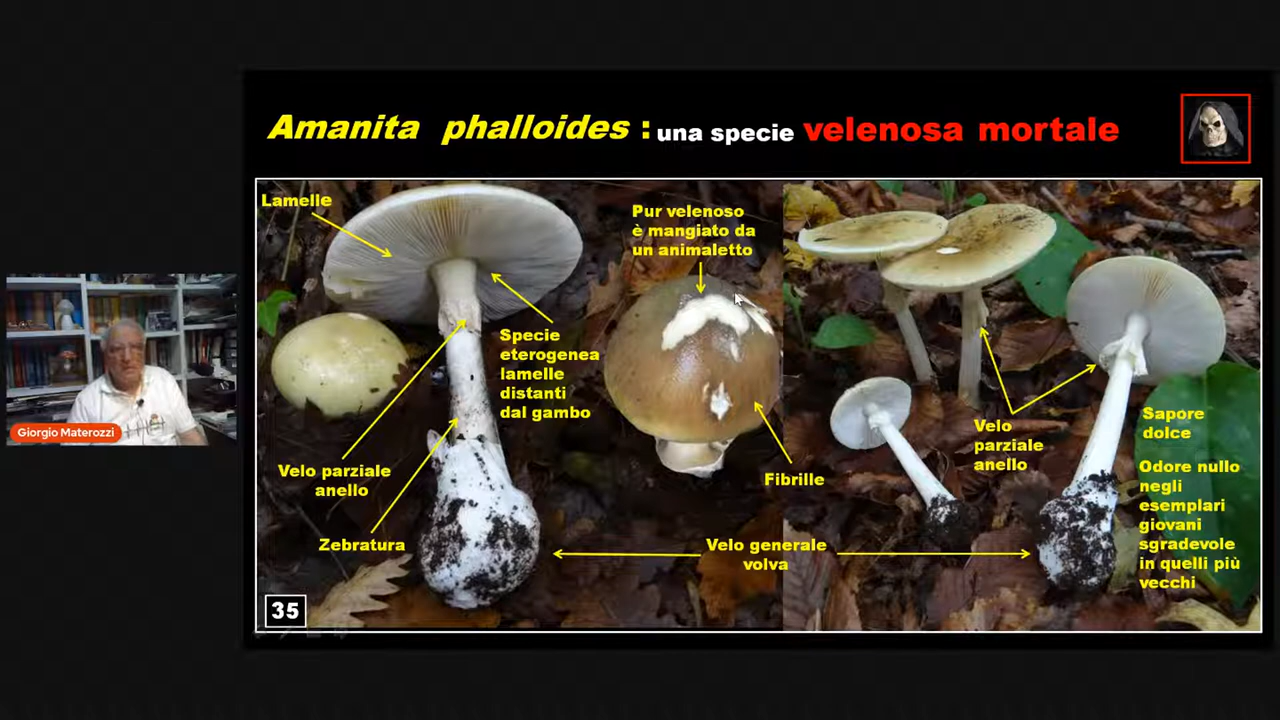 Amanita phalloides : una specie velenosa mortale
Lamelle
Pur velenoso
è mangiato da
un animaletto
Specie
eterogenea
lamelle
distanti
dal gambo
Velo parziale
anello
Zebratura
Fibrille
Velo generale
volva
Velo
parziale
anello
Sapore
dolce
Odore nullo
negli
esemplari
giovani
sgradevole
in quelli più
vecchi
35
Giorgio Materozzi